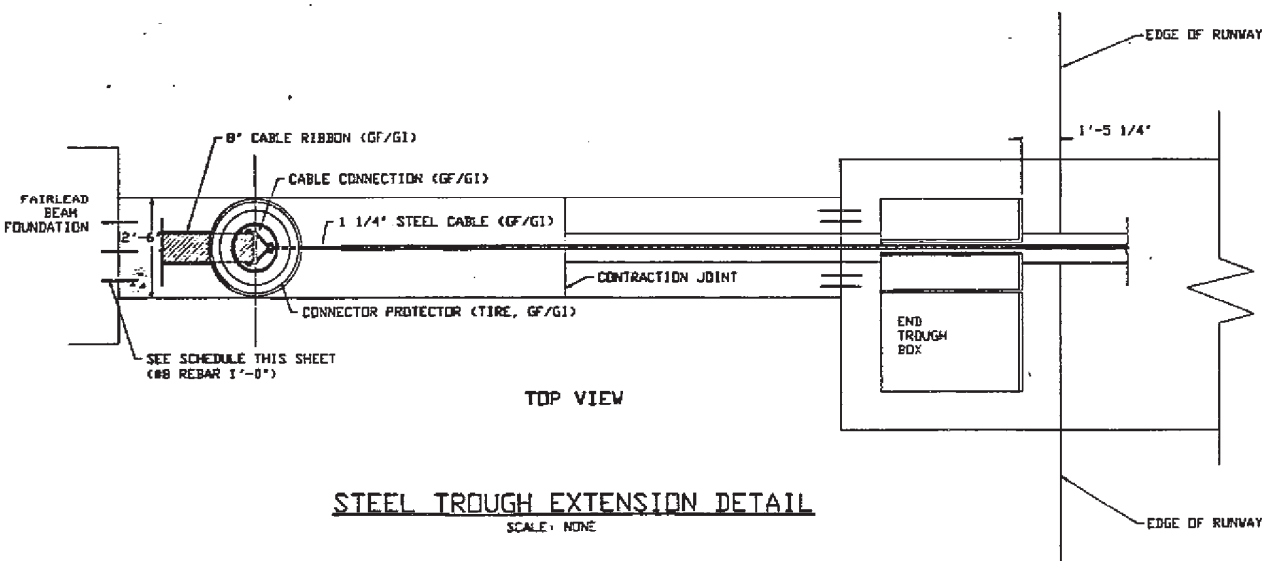 EDGE OF RUNWAY
1'-5 1/4"
8" CABLE RIBBON (GF/GI)
CABLE CONNECTION (GF/GI)
FAIRLEAD
BEAM
FOUNDATION
1 1/4" STEEL CABLE (GF/GI)
2'-6"
CONTRACTION JOINT
CONNECTOR PROTECTOR (TIRE, GF/GI)
END
TROUGH
BOX
SEE SCHEDULE THIS SHEET
(#8 REBAR 1'-0")
TOP VIEW
STEEL TROUGH EXTENSION DETAIL
SCALE: NONE
EDGE OF RUNWAY